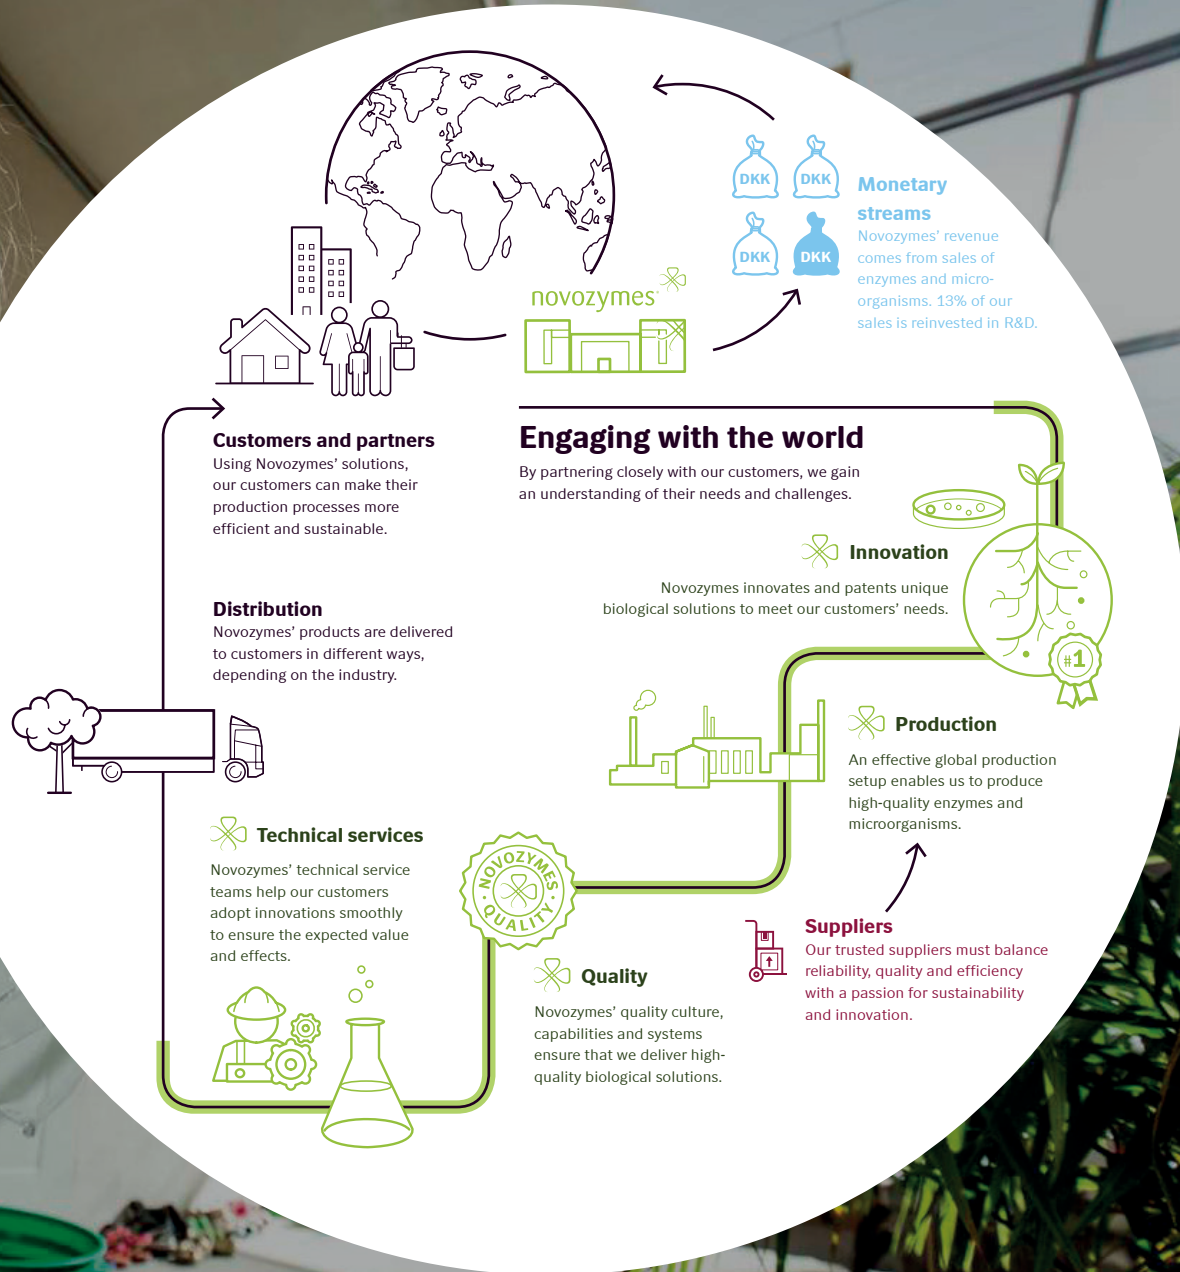 DKK
DKK
DKK
DKK
Monetary
streams
Novozymes’ revenue
comes from sales of
enzymes and micro-
organisms. 13% of our
sales is reinvested in R&D.
novozymes
Customers and partners
Using Novozymes’ solutions,
our customers can make their
production processes more
efficient and sustainable.
Engaging with the world
By partnering closely with our customers, we gain
an understanding of their needs and challenges.
Innovation
Novozymes innovates and patents unique
biological solutions to meet our customers’ needs.
#1
Distribution
Novozymes’ products are delivered
to customers in different ways,
depending on the industry.
Production
An effective global production
setup enables us to produce
high-quality enzymes and
microorganisms.
Technical services
Novozymes’ technical service
teams help our customers
adopt innovations smoothly
to ensure the expected value
and effects.
NOVOZYMES
QUALITY
Suppliers
Our trusted suppliers must balance
reliability, quality and efficiency
with a passion for sustainability
and innovation.
Quality
Novozymes’ quality culture,
capabilities and systems
ensure that we deliver high-
quality biological solutions.